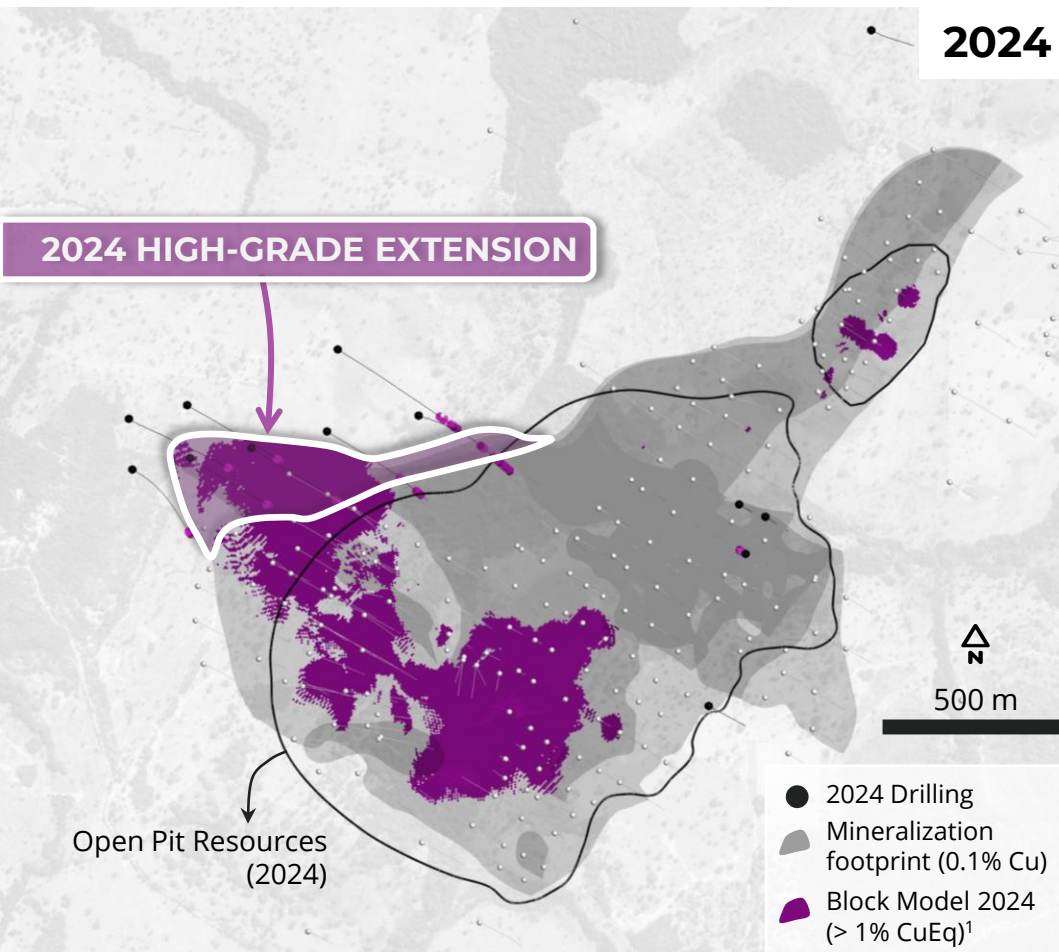 2024
2024 HIGH-GRADE EXTENSION
N
500 m
Open Pit Resources
(2024)
2024 Drilling
Mineralization
footprint (0.1% Cu)
Block Model 2024
(> 1% CuEq)¹